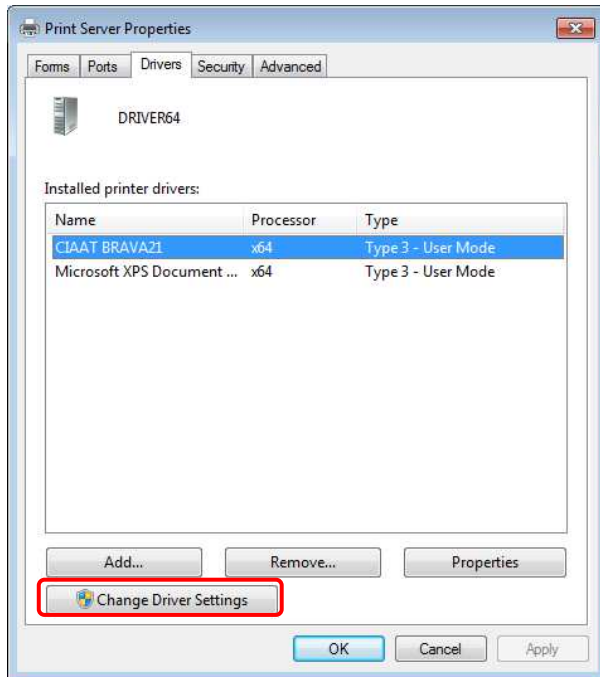 Print Server Properties
Forms Ports Drivers Security Advanced
DRIVER64
Installed printer drivers:
Name Processor Type
CIAAT BRAVA21 x64 Type 3 - User Mode
Microsoft XPS Document ... x64 Type 3 - User Mode
Add... Remove... Properties
Change Driver Settings
OK Cancel Apply